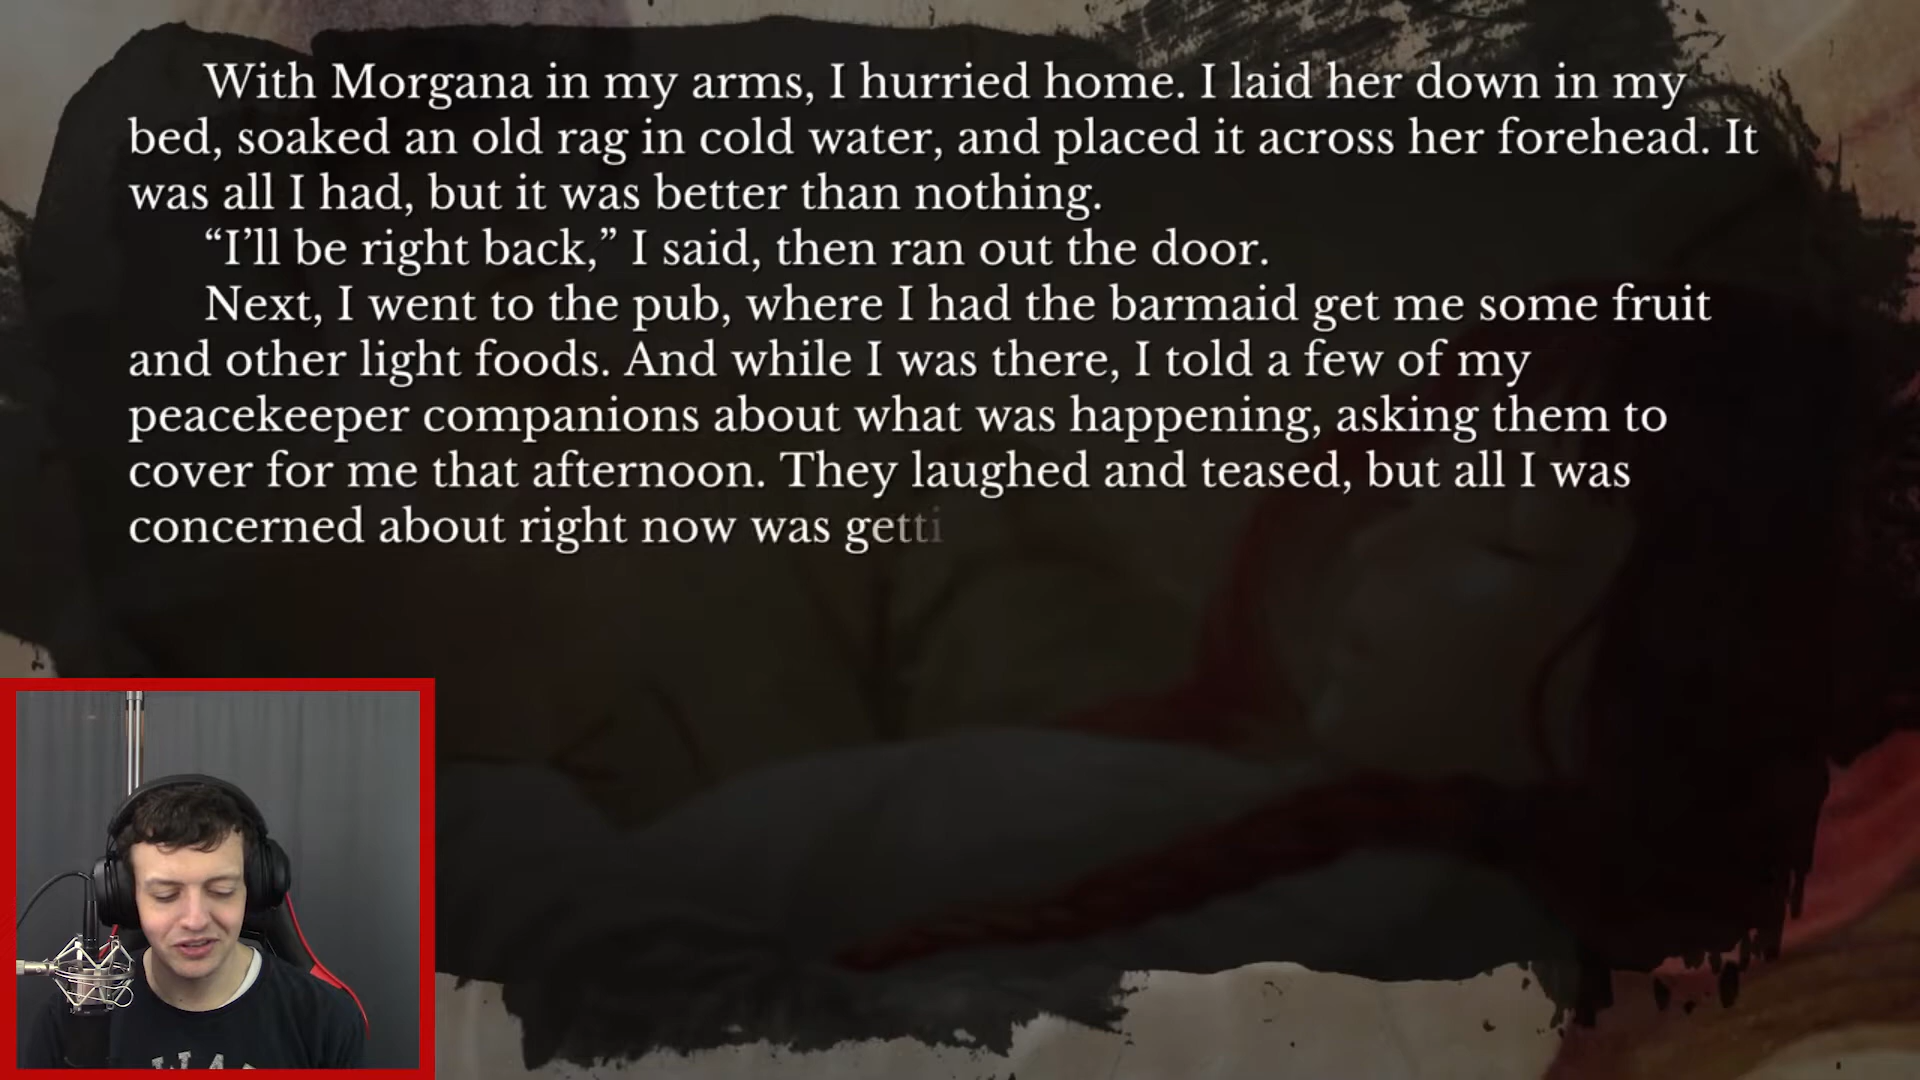 With Morgana in my arms, I hurried home. I laid her down in my
bed, soaked an old rag in cold water, and placed it across her forehead. It
was all I had, but it was better than nothing.
“I’ll be right back,” I said, then ran out the door.
Next, I went to the pub, where I had the barmaid get me some fruit
and other light foods. And while I was there, I told a few of my
peacekeeper companions about what was happening, asking them to
cover for me that afternoon. They laughed and teased, but all I was
concerned about right now was getti